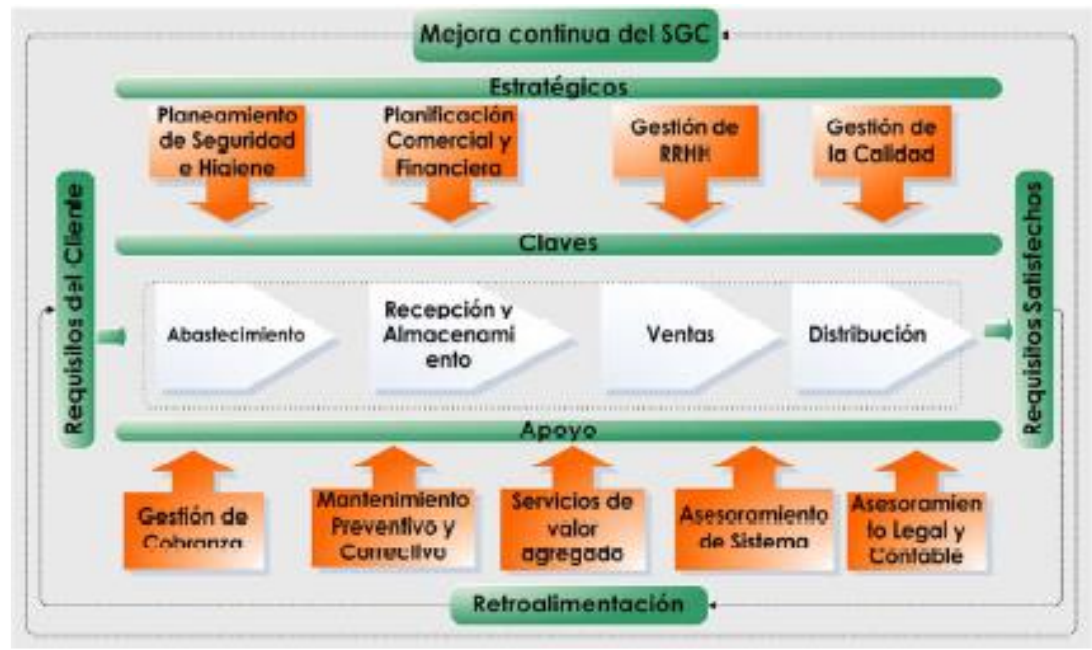 Mejora continua del SGC
Estratégicos
Planeamiento
de Seguridad
e Higiene
Planificación
Comercial y
Financiera
Gestión de
RRHH
Gestión de
la Calidad
Requisitos del Cliente
Claves
Abastecimiento
Recepción y
Almacenami
ento
Ventas
Distribución
Requisitos Satisfechos
Apoyo
Gestión de
Cobranza
Mantenimiento
Preventivo y
Correctivo
Servicios de
valor
agregado
Asesoramiento
de Sistema
Asesoramien
to Legal y
Contable
Retroalimentación